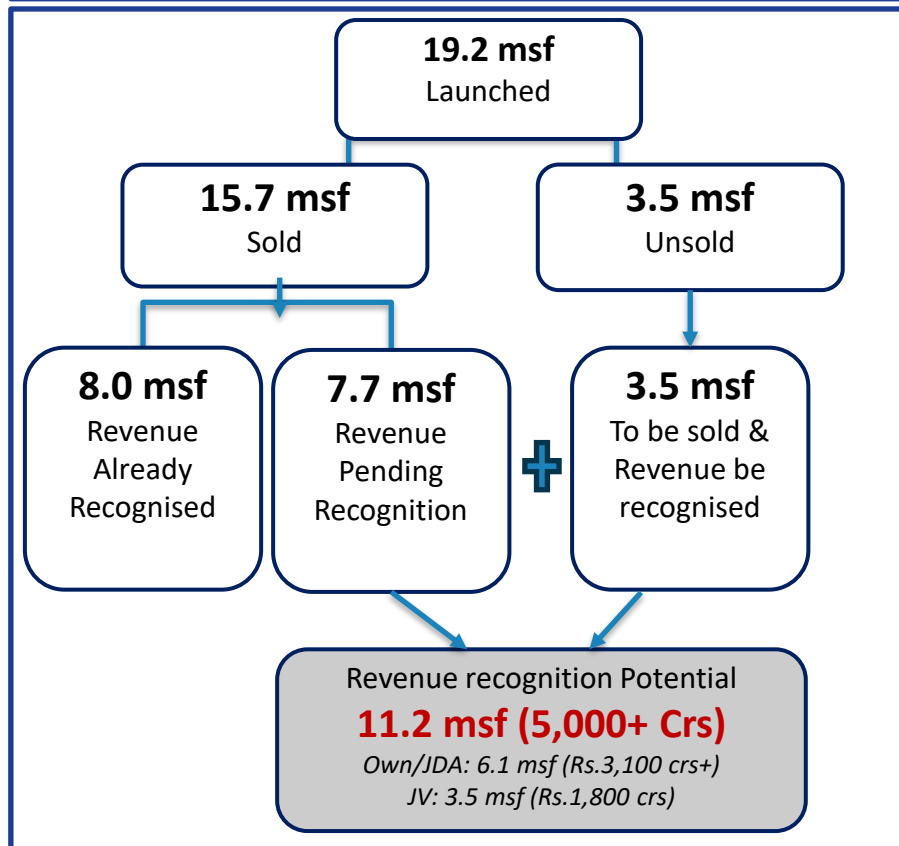 19.2 msf
Launched
15.7 msf
Sold
3.5 msf
Unsold
8.0 msf
Revenue
Already
Recognised
7.7 msf
Revenue
Pending
Recognition
3.5 msf
To be sold &
Revenue be
recognised
Revenue recognition Potential
11.2 msf (5,000+ Crs)
Own/JDA: 6.1 msf (Rs.3,100 crs+)
JV: 3.5 msf (Rs.1,800 crs)